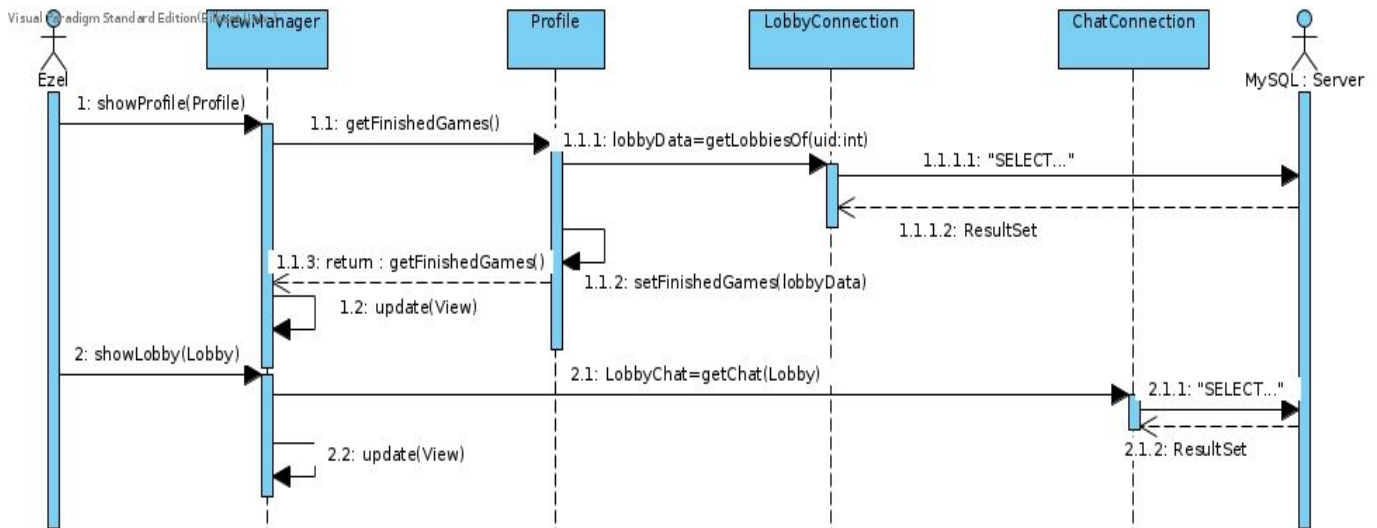 Visual Paradigm Standard Edition
Ezel
ViewManager
Profile
LobbyConnection
ChatConnection
MySQL : Server
1: showProfile(Profile)
1.1: getFinishedGames()
1.1.1: lobbyData=getLobbiesOf(uid:int)
1.1.1.1: "SELECT..."
1.1.1.2: ResultSet
1.1.2: setFinishedGames(lobbyData)
1.1.3: return : getFinishedGames()
1.2: update(View)
2: showLobby(Lobby)
2.1: LobbyChat=getChat(Lobby)
2.1.1: "SELECT..."
2.1.2: ResultSet
2.2: update(View)